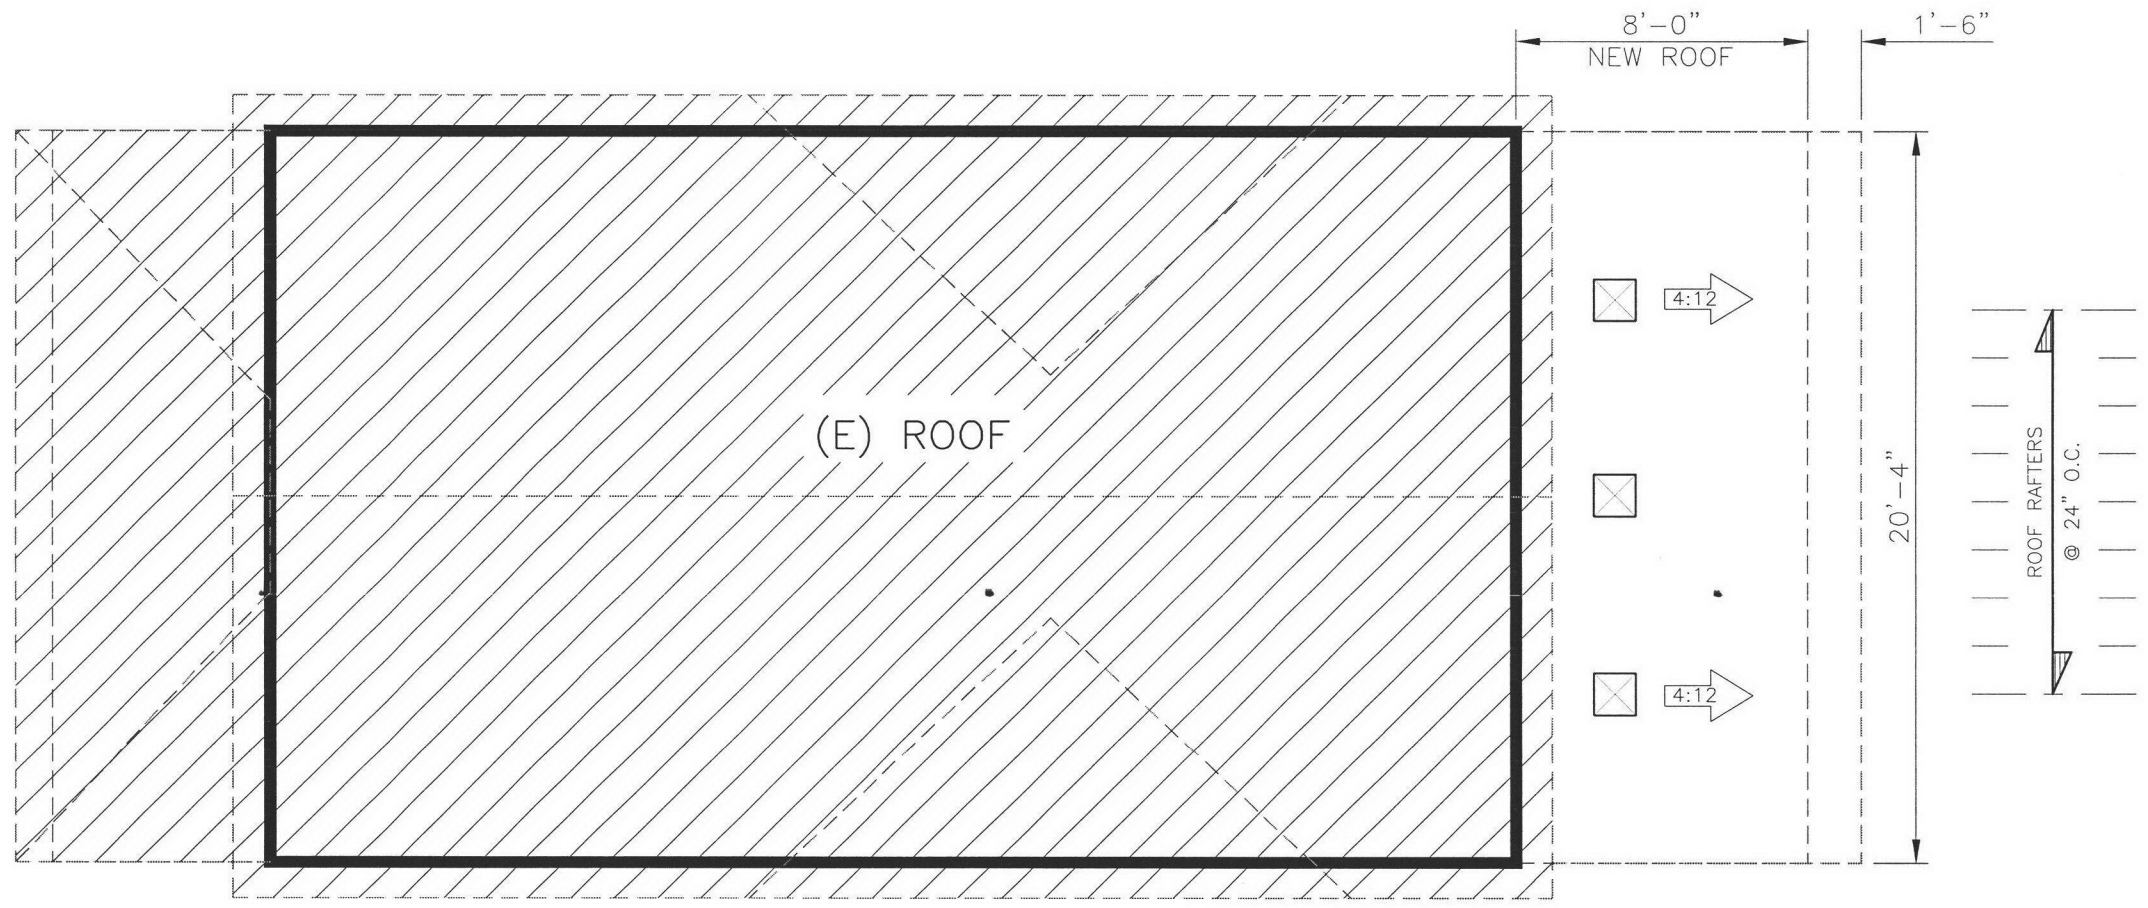 8'-0"
1'-6"
NEW ROOF
4:12
(E) ROOF
20'-4"
ROOF RAFTERS
@ 24" O.C.
4:12